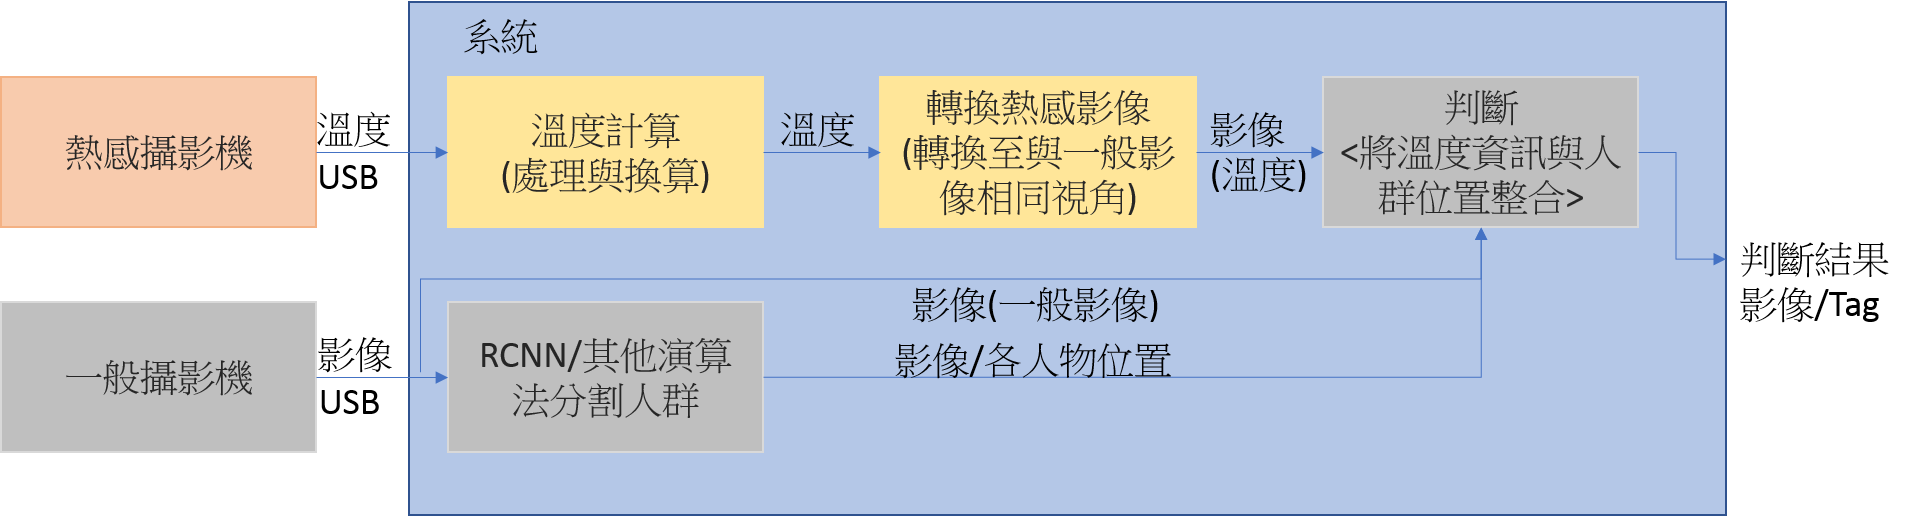 系統
熱感攝影機
溫度
USB
溫度計算
(處理與換算)
溫度
轉換熱感影像
(轉換至與一般影
像相同視角)
影像
(溫度)
判斷
<將溫度資訊與人
群位置整合>
判斷結果
影像/Tag
一般攝影機
影像
USB
RCNN/其他演算
法分割人群
影像(一般影像)
影像/各人物位置